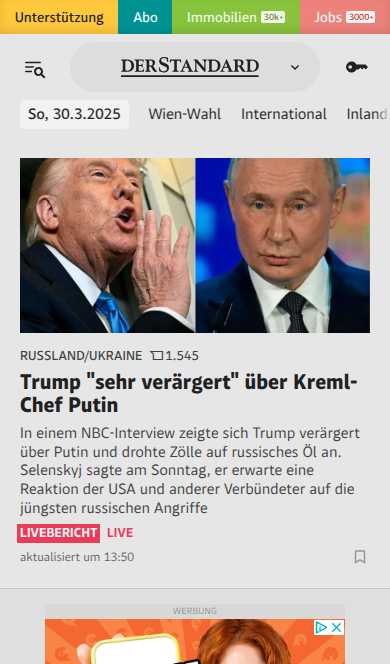 Unterstützung Abo Immobilien 30k+ Jobs 3000+
DERSTANDARD
So, 30.3.2025 Wien-Wahl International Inland
RUSSLAND/UKRAINE 1.545
Trump "sehr verärgert" über Kreml-
Chef Putin
In einem NBC-Interview zeigte sich Trump verärgert
über Putin und drohte Zölle auf russisches Öl an.
Selenskyj sagte am Sonntag, er erwarte eine
Reaktion der USA und anderer Verbündeter auf die
jüngsten russischen Angriffe
LIVEBERICHT LIVE
aktualisiert um 13:50
WERBUNG